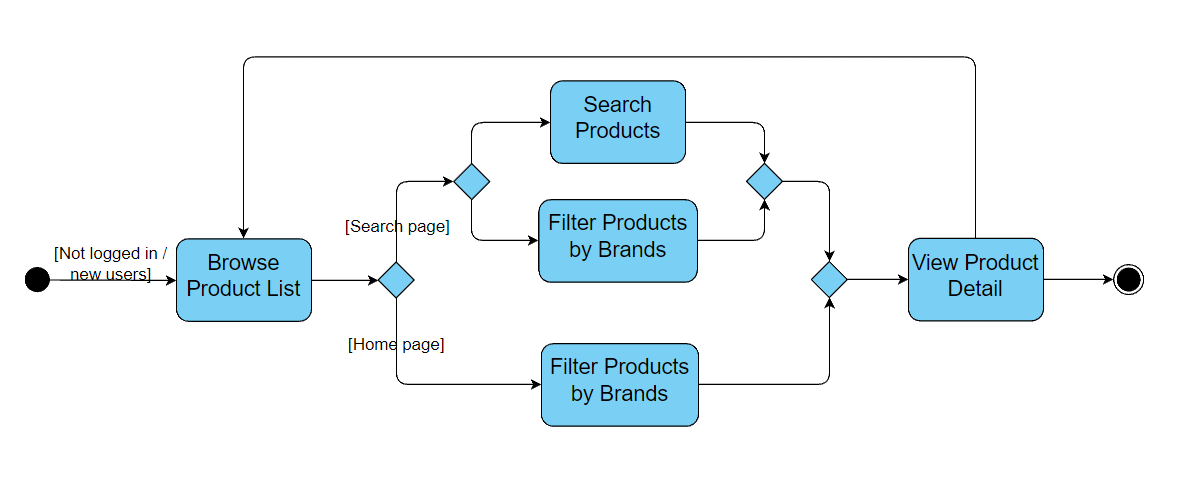 Search
Products
[Search page]
Filter Products
by Brands
[Not logged in /
new users]
Browse
Product List
View Product
Detail
[Home page]
Filter Products
by Brands